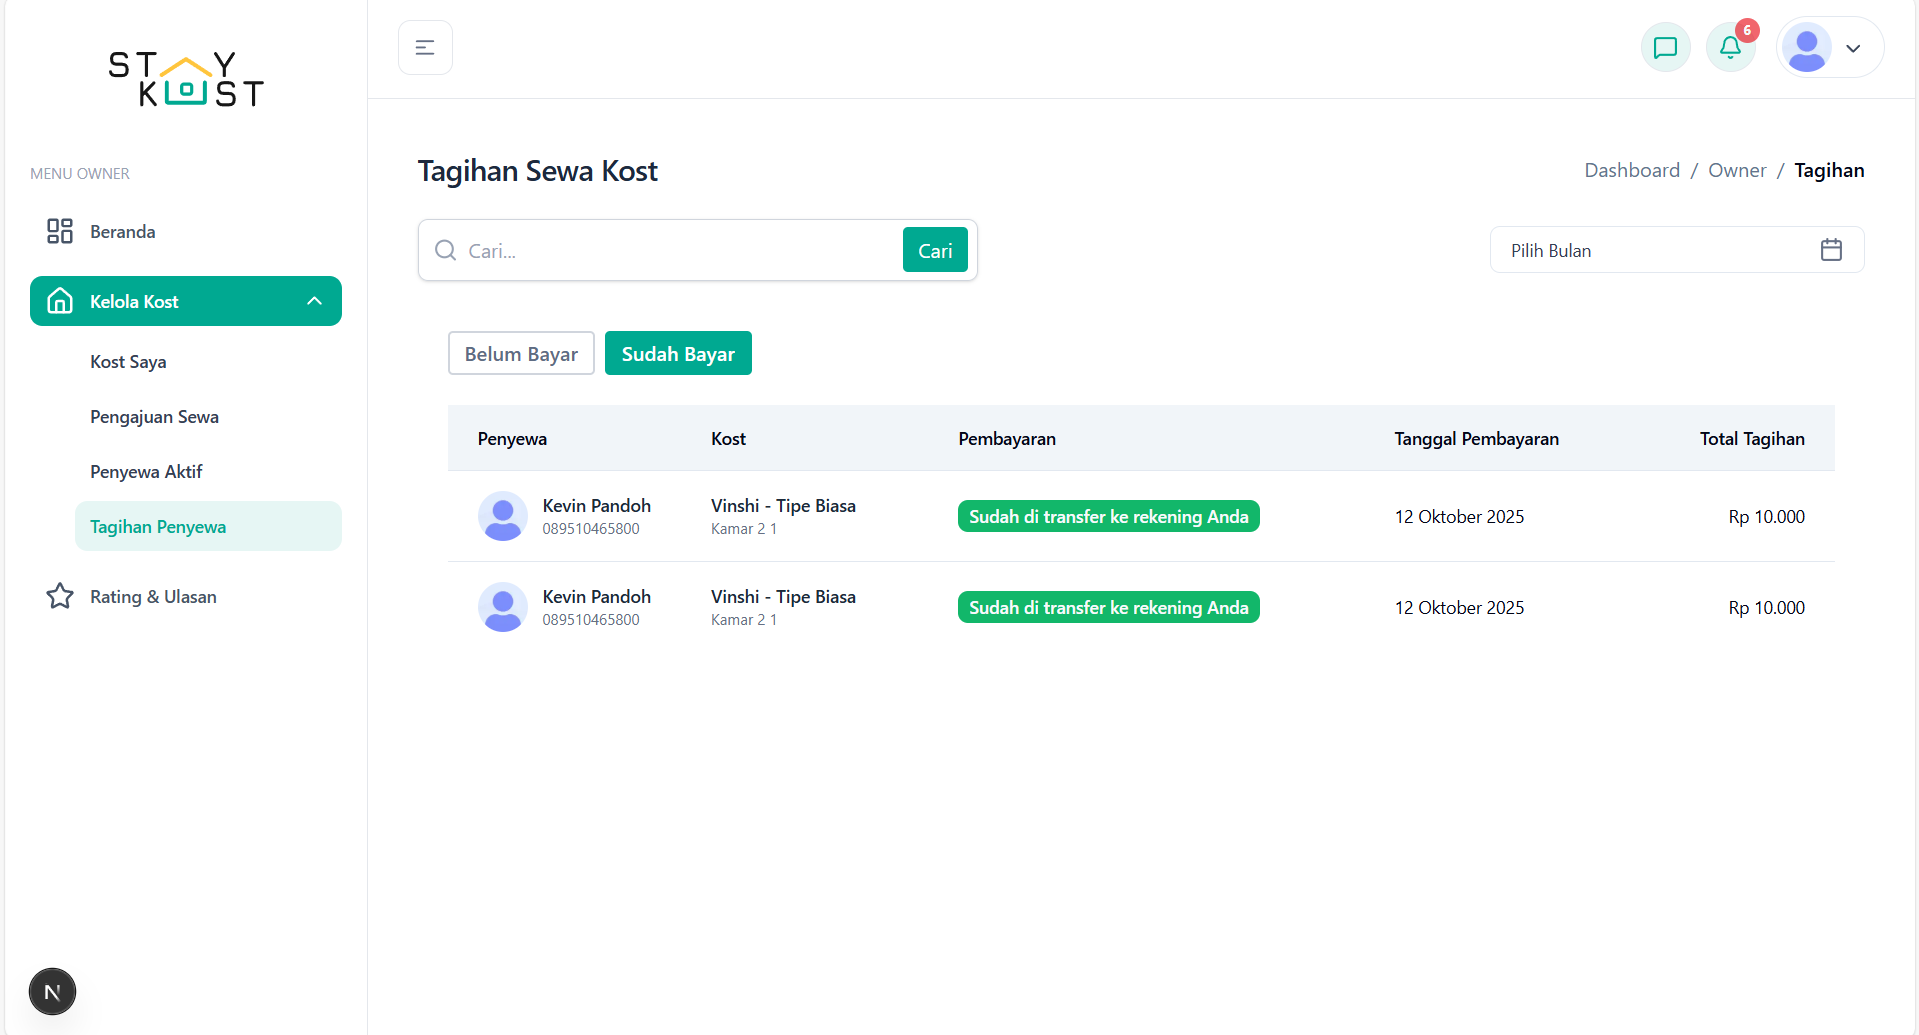 STAY
KOST
MENU OWNER
Beranda
Kelola Kost
Kost Saya
Pengajuan Sewa
Penyewa Aktif
Tagihan Penyewa
Rating & Ulasan
N
6
Tagihan Sewa Kost
Dashboard / Owner / Tagihan
Cari...
Cari
Pilih Bulan
Belum Bayar
Sudah Bayar
Penyewa Kost Pembayaran Tanggal Pembayaran Total Tagihan
Kevin Pandoh
089510465800
Vinshi - Tipe Biasa
Kamar 2 1
Sudah di transfer ke rekening Anda
12 Oktober 2025
Rp 10.000
Kevin Pandoh
089510465800
Vinshi - Tipe Biasa
Kamar 2 1
Sudah di transfer ke rekening Anda
12 Oktober 2025
Rp 10.000